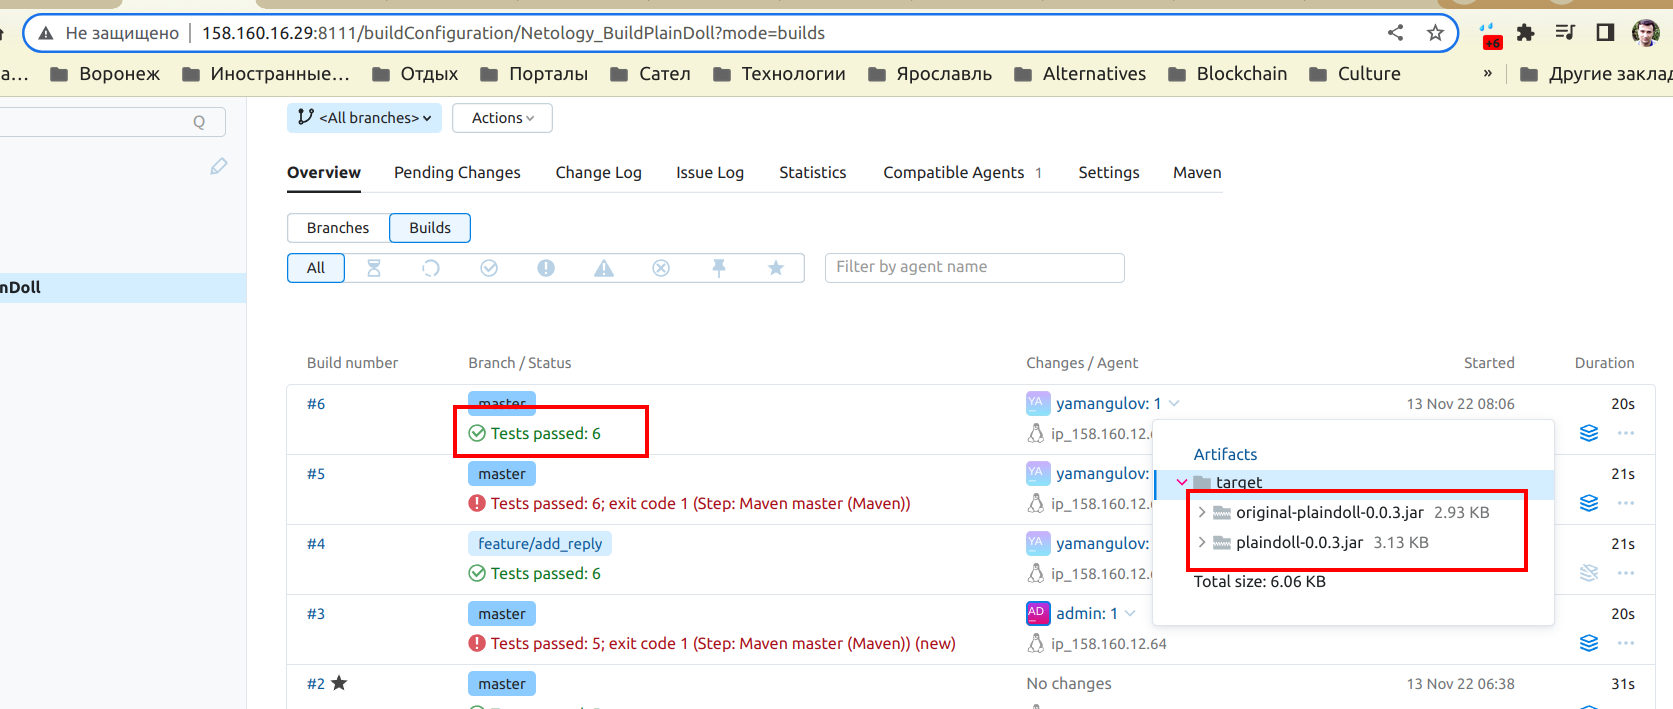 Не защищено 158.160.16.29:8111/buildConfiguration/Netology_BuildPlainDoll?mode=builds
+6
а... Воронеж Иностранные... Отдых Порталы Сател Технологии Ярославль Alternatives Blockchain Culture » Другие заклад
<All branches> Actions
Overview Pending Changes Change Log Issue Log Statistics Compatible Agents 1 Settings Maven
Branches Builds
All Filter by agent name
nDoll
Build number Branch / Status Changes / Agent Started Duration
#6 master YA yamangulov: 1 13 Nov 22 08:06 20s
Tests passed: 6 ip_158.160.12.6
Artifacts
#5 master YA yamangulov: 21s
target
Tests passed: 6; exit code 1 (Step: Maven master (Maven)) ip_158.160.12.6
original-plaindoll-0.0.3.jar 2.93 KB
#4 feature/add_reply YA yamangulov: 21s
plaindoll-0.0.3.jar 3.13 KB
Tests passed: 6 ip_158.160.12.6
Total size: 6.06 KB
#3 master AD admin: 1 20s
Tests passed: 5; exit code 1 (Step: Maven master (Maven)) (new) ip_158.160.12.64
#2 master No changes 13 Nov 22 06:38 31s